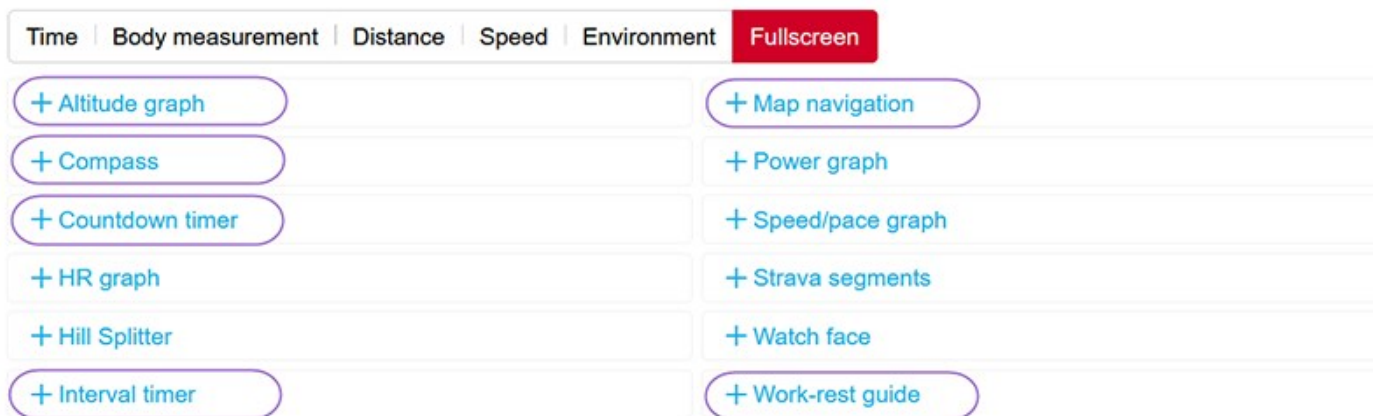 Time Body measurement Distance Speed Environment Fullscreen
+ Altitude graph
+ Compass
+ Countdown timer
+ HR graph
+ Hill Splitter
+ Interval timer
+ Map navigation
+ Power graph
+ Speed/pace graph
+ Strava segments
+ Watch face
+ Work-rest guide